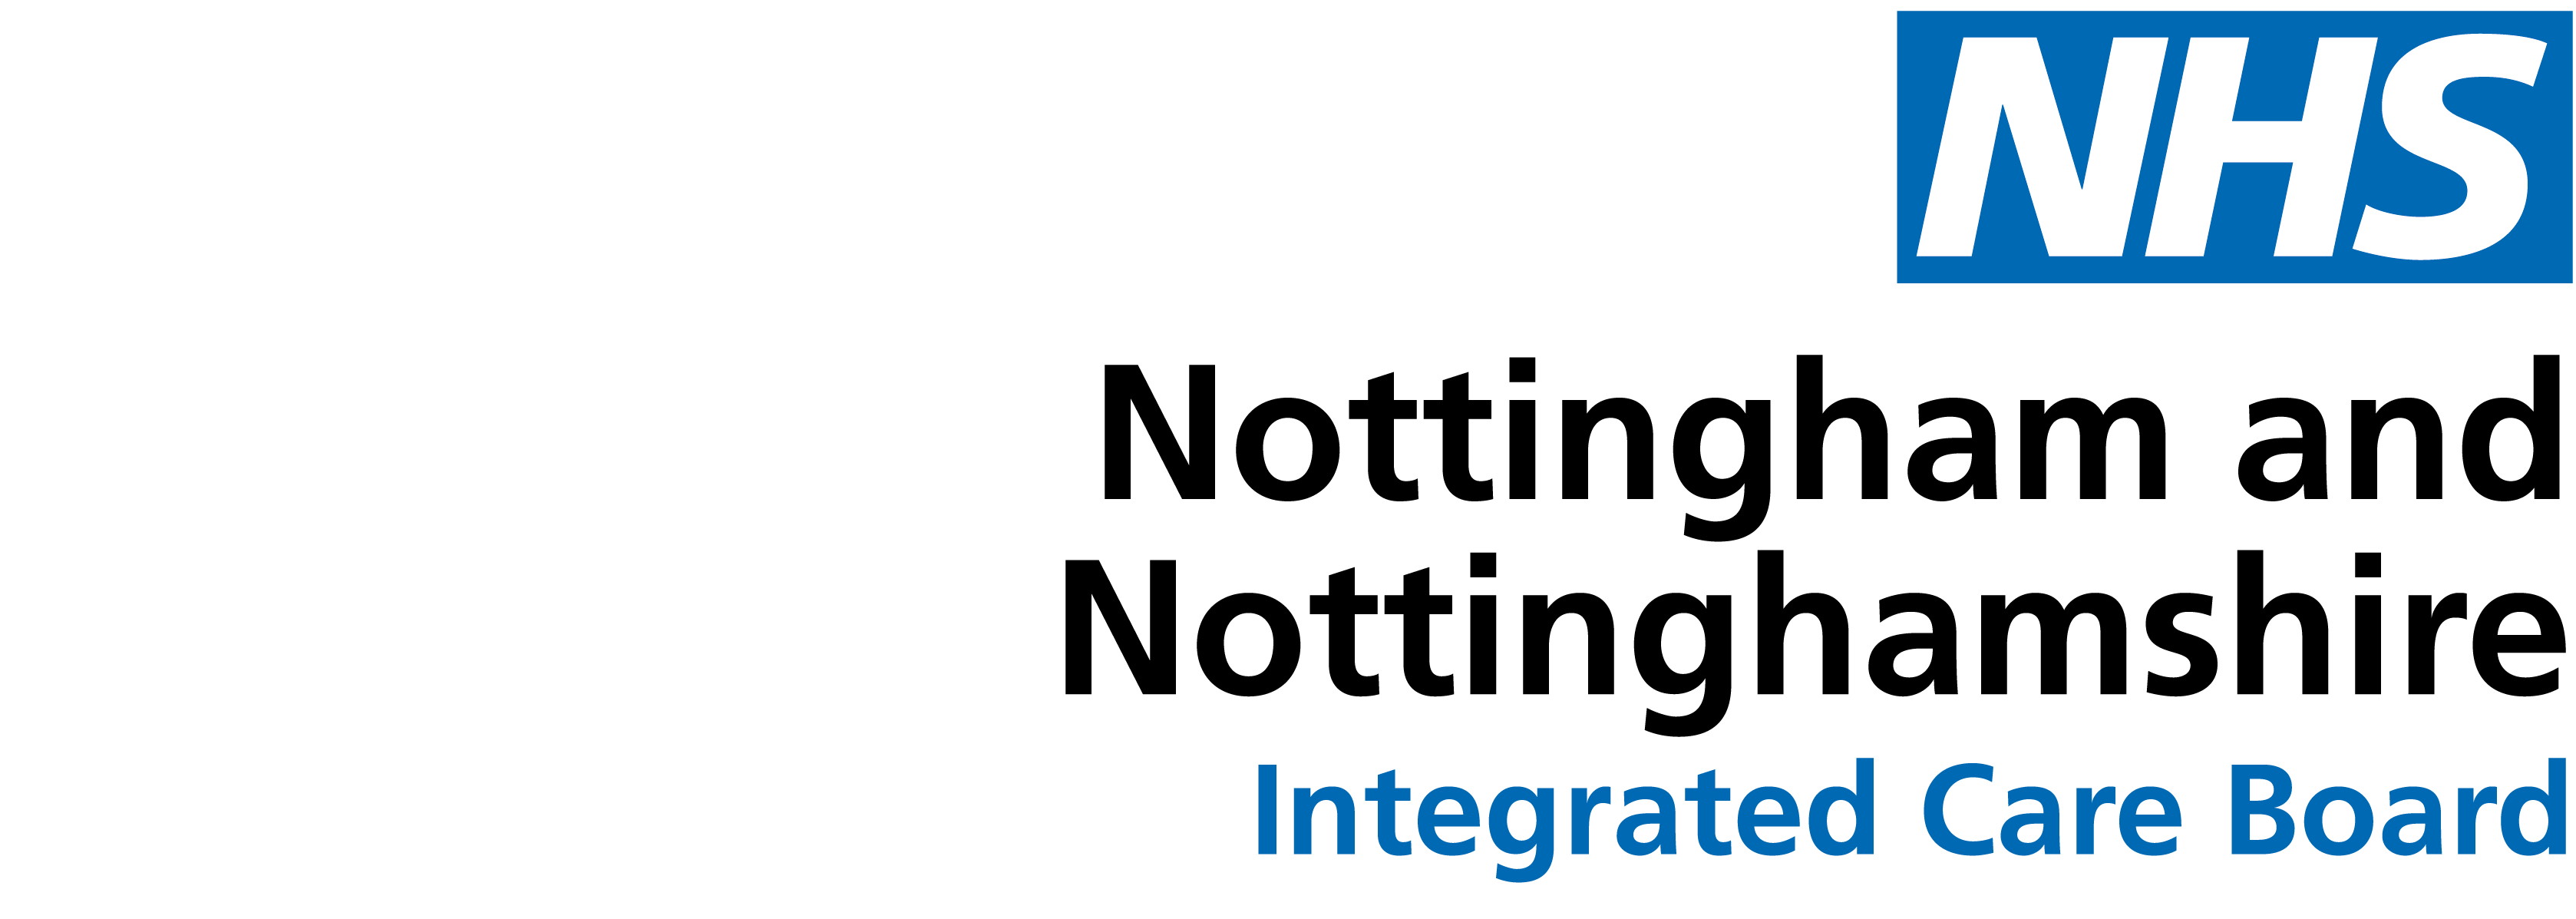 NHS
Nottingham and
Nottinghamshire
Integrated Care Board